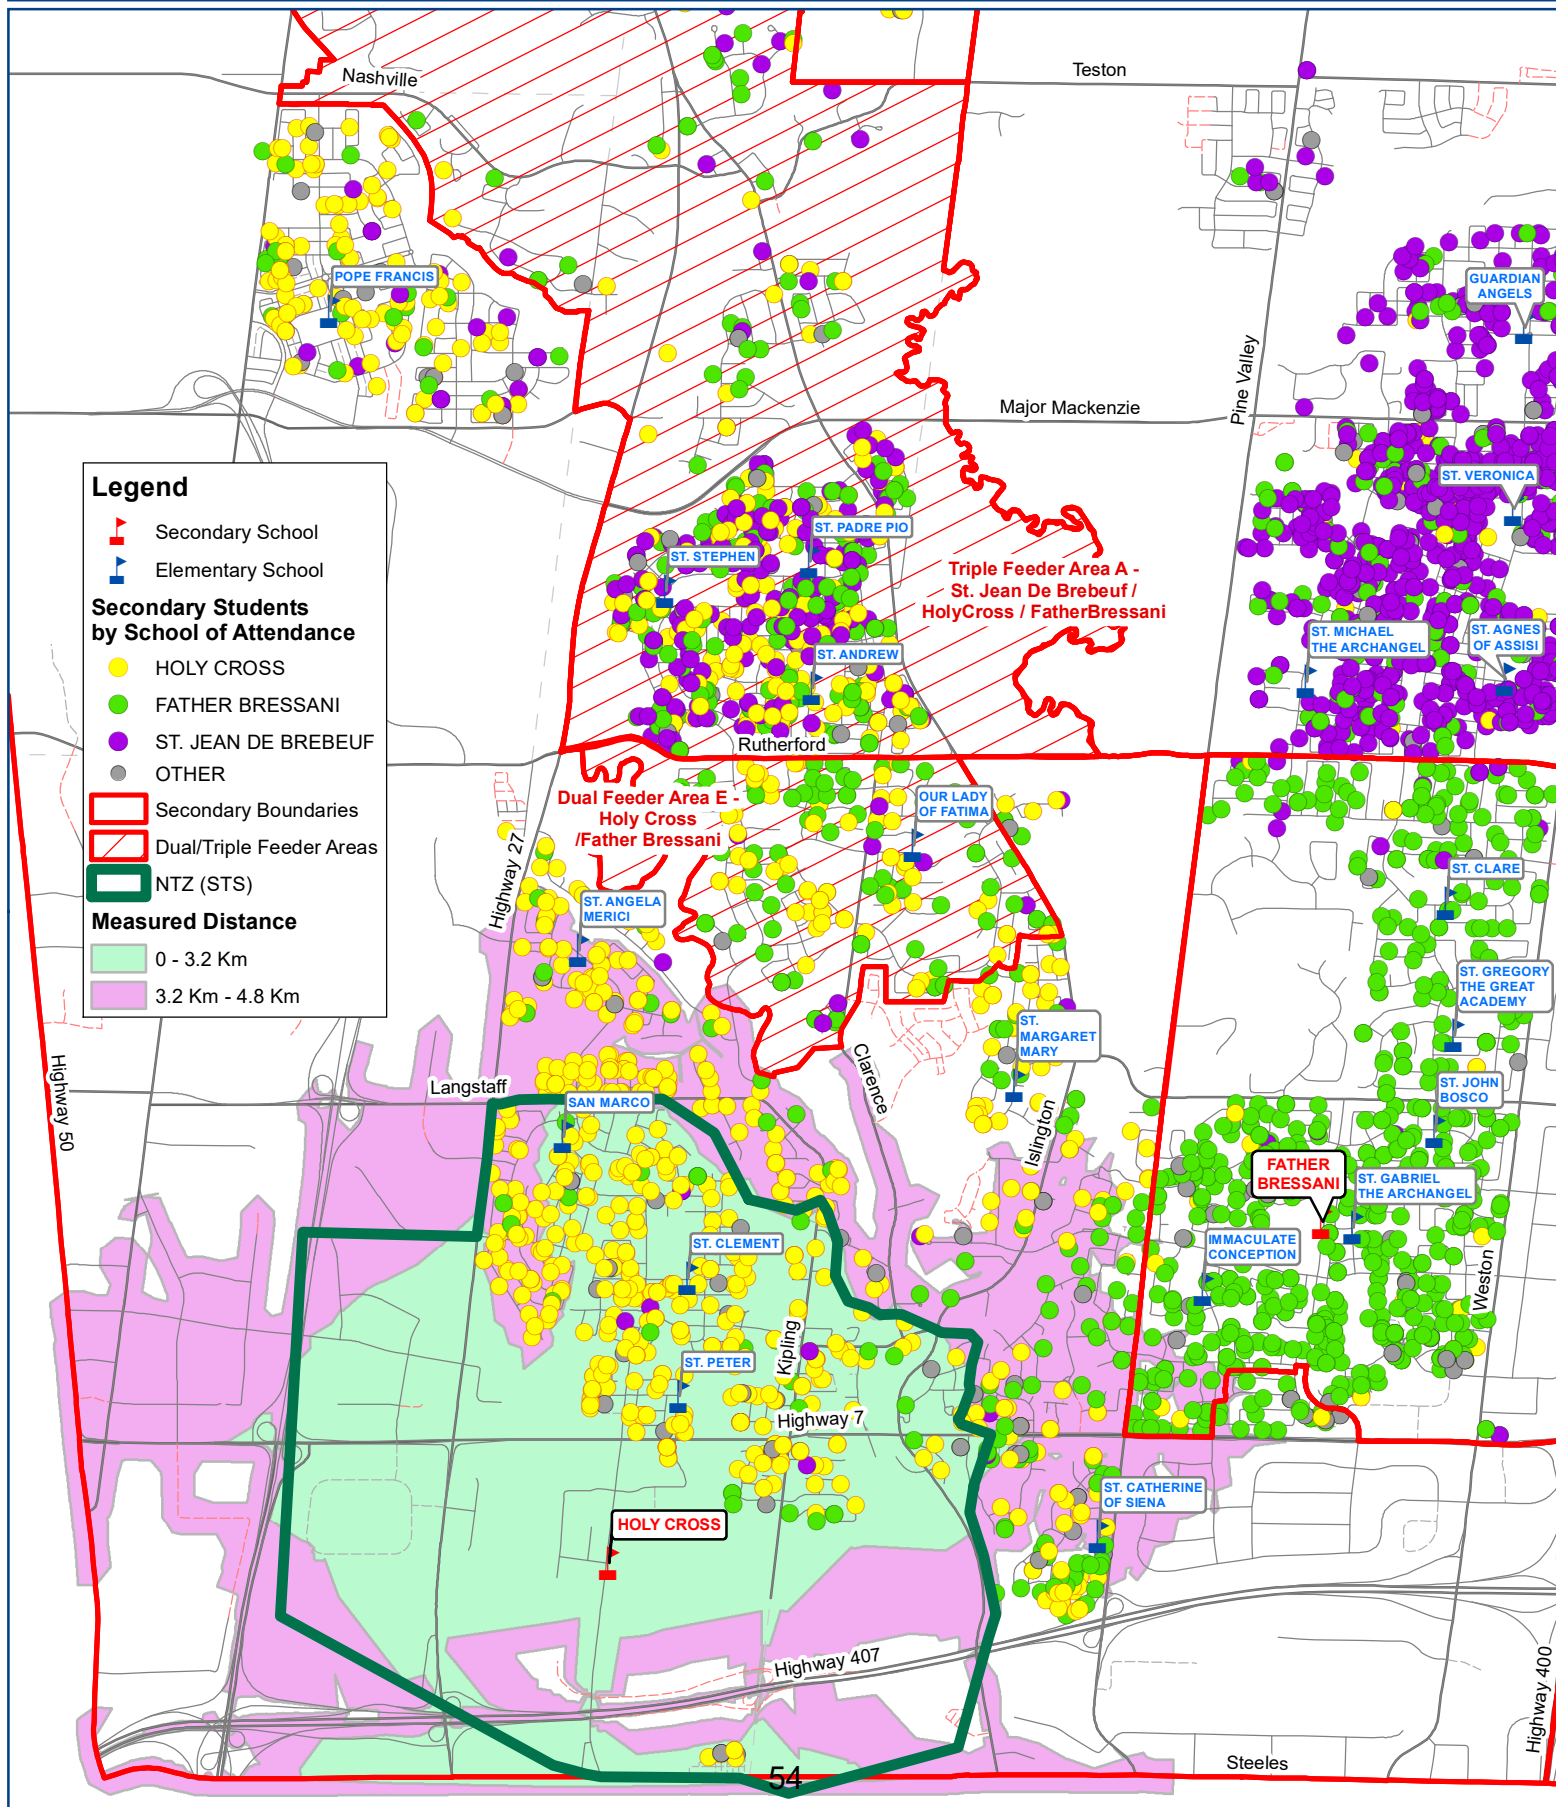 Nashville
Teston
POPE FRANCIS
GUARDIAN
ANGELS
Pine Valley
Major Mackenzie
ST. VERONICA
ST. PADRE PIO
ST. STEPHEN
Triple Feeder Area A -
St. Jean De Brebeuf /
HolyCross / FatherBressani
ST. MICHAEL
THE ARCHANGEL
ST. AGNES
OF ASSISI
ST. ANDREW
Rutherford
Legend
Secondary School
Elementary School
Secondary Students
by School of Attendance
HOLY CROSS
FATHER BRESSANI
ST. JEAN DE BREBEUF
OTHER
Secondary Boundaries
Dual/Triple Feeder Areas
NTZ (STS)
Measured Distance
0 - 3.2 Km
3.2 Km - 4.8 Km
Dual Feeder Area E -
Holy Cross
/Father Bressani
OUR LADY
OF FATIMA
Highway 27
ST. CLARE
ST. ANGELA
MERICI
ST. GREGORY
THE GREAT
ACADEMY
ST.
MARGARET
MARY
Highway 50
Langstaff
Clarence
SAN MARCO
ST. JOHN
BOSCO
Islington
FATHER
BRESSANI
ST. GABRIEL
THE ARCHANGEL
ST. CLEMENT
IMMACULATE
CONCEPTION
Weston
Kipling
ST. PETER
Highway 7
ST. CATHERINE
OF SIENA
HOLY CROSS
Highway 407
Highway 400
Steeles
54